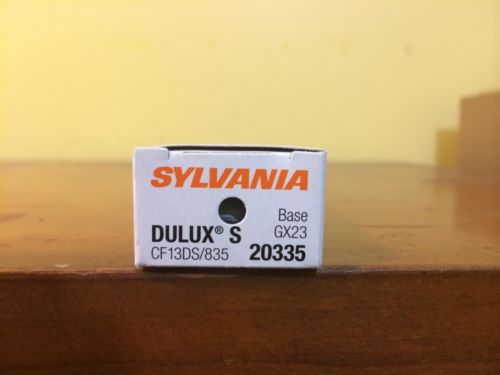 SYLVANIA
Base
DULUX® S GX23
CF13DS/835 20335